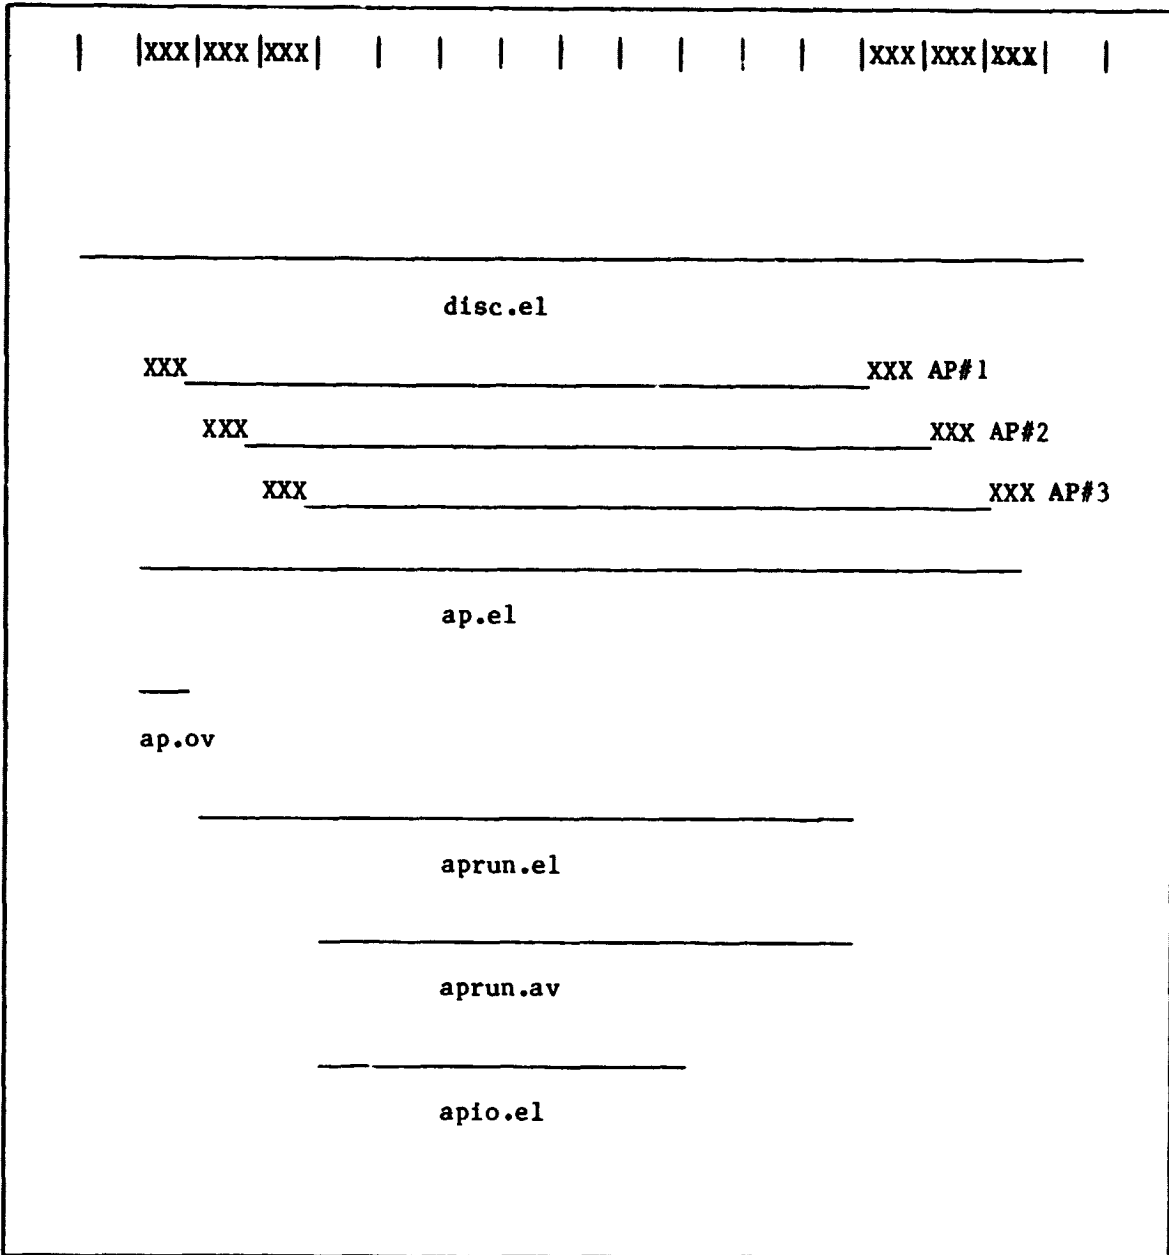 | |XXX|XXX|XXX| | | | | | | | | |XXX|XXX|XXX| |
disc.el
XXX XXX AP#1
XXX XXX AP#2
XXX XXX AP#3
ap.el
ap.ov
aprun.el
aprun.av
apio.el